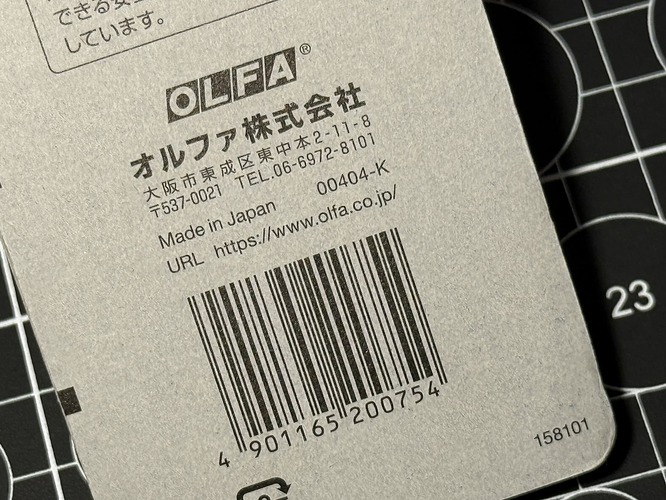 できる安
しています。
OLFA®
オルファ株式会社
大阪市東成区東中本2-11-8
〒537-0021 TEL.06-6972-8101
Made in Japan 00404-K
URL https://www.olfa.co.jp/
4 901165 200754
158101
23